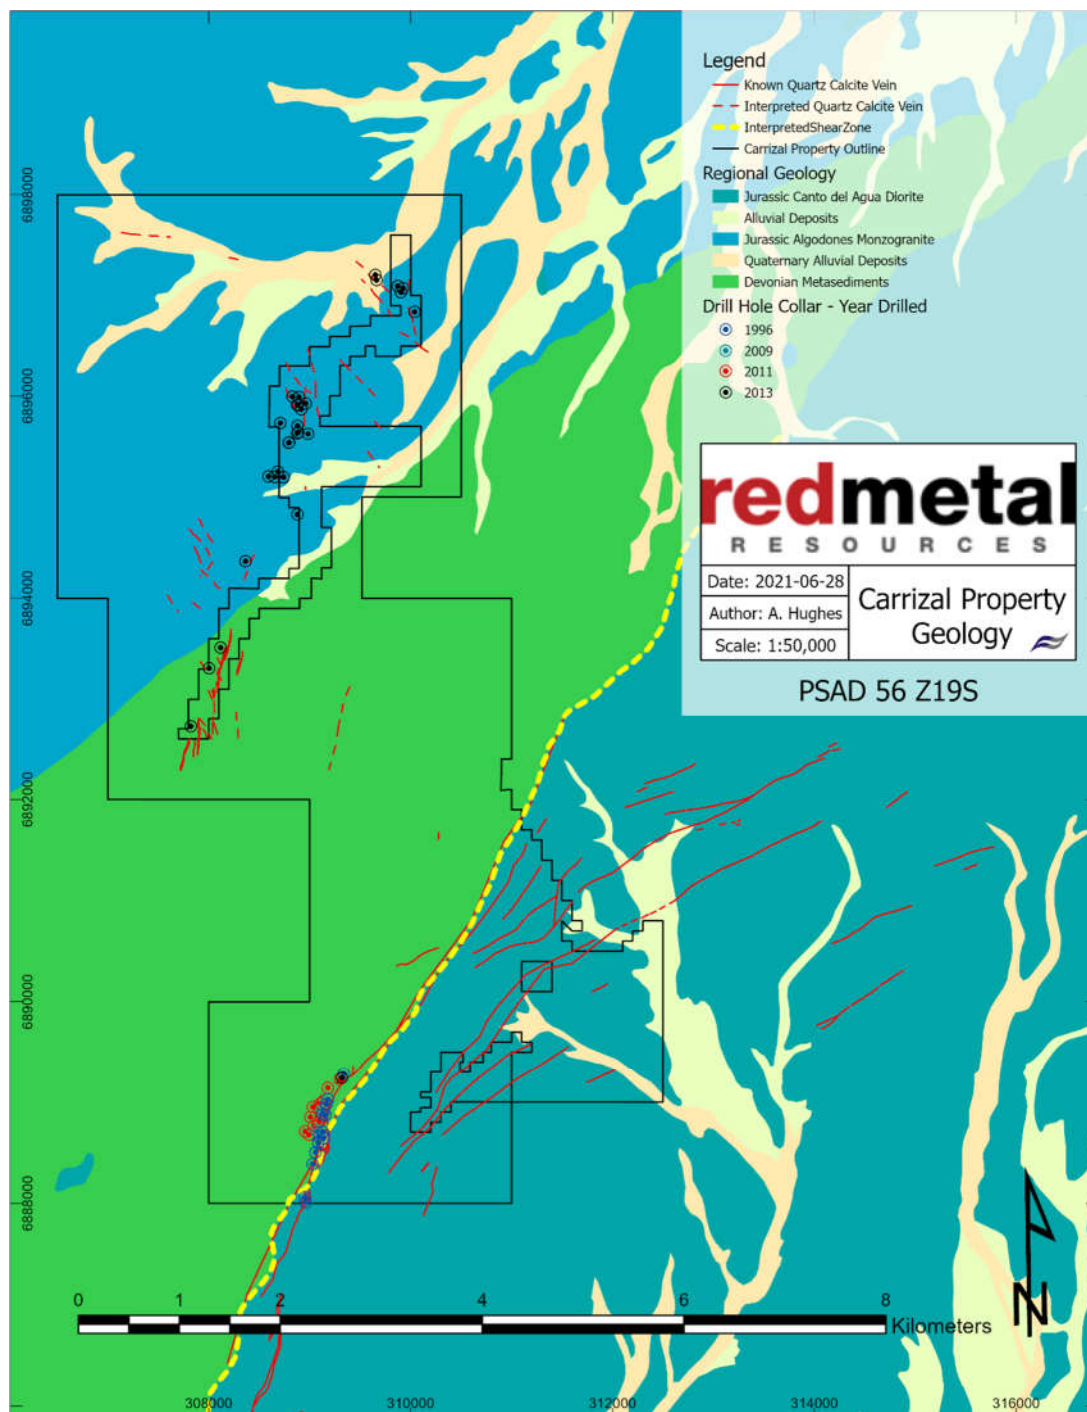 Legend
Known Quartz Calcite Vein
Interpreted Quartz Calcite Vein
InterpretedShearZone
Carrizal Property Outline
Regional Geology
Jurassic Canto del Agua Diorite
Alluvial Deposits
Jurassic Algodones Monzogranite
Quaternary Alluvial Deposits
Devonian Metasediments
Drill Hole Collar - Year Drilled
1996
2009
2011
2013
redmetal
RESOURCES
Date: 2021-06-28
Author: A. Hughes
Scale: 1:50,000
Carrizal Property
Geology
PSAD 56 Z19S
6898000
6896000
6894000
6892000
6890000
6888000
N
0 1 2 4 6 8
Kilometers
308000 310000 312000 314000 316000